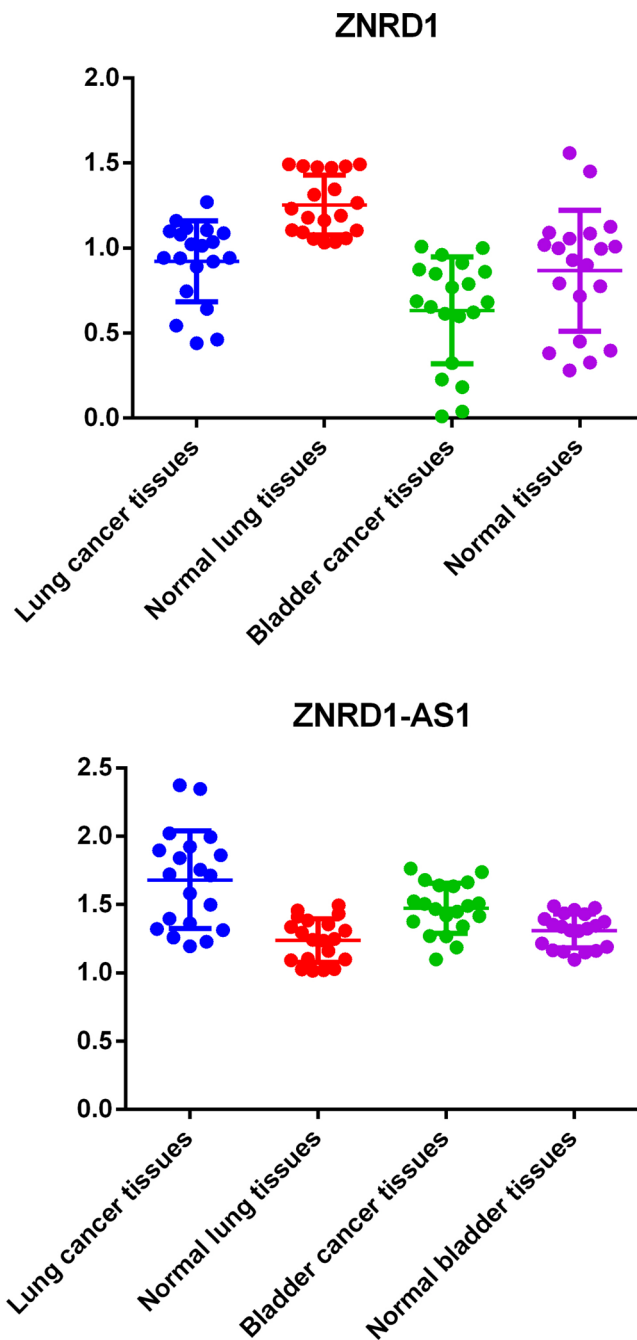 ZNRD1
2.0
1.5
1.0
0.5
0.0
Lung cancer tissues
Normal lung tissues
Bladder cancer tissues
Normal tissues
ZNRD1-AS1
2.5
2.0
1.5
1.0
0.5
0.0
Lung cancer tissues
Normal lung tissues
Bladder cancer tissues
Normal bladder tissues